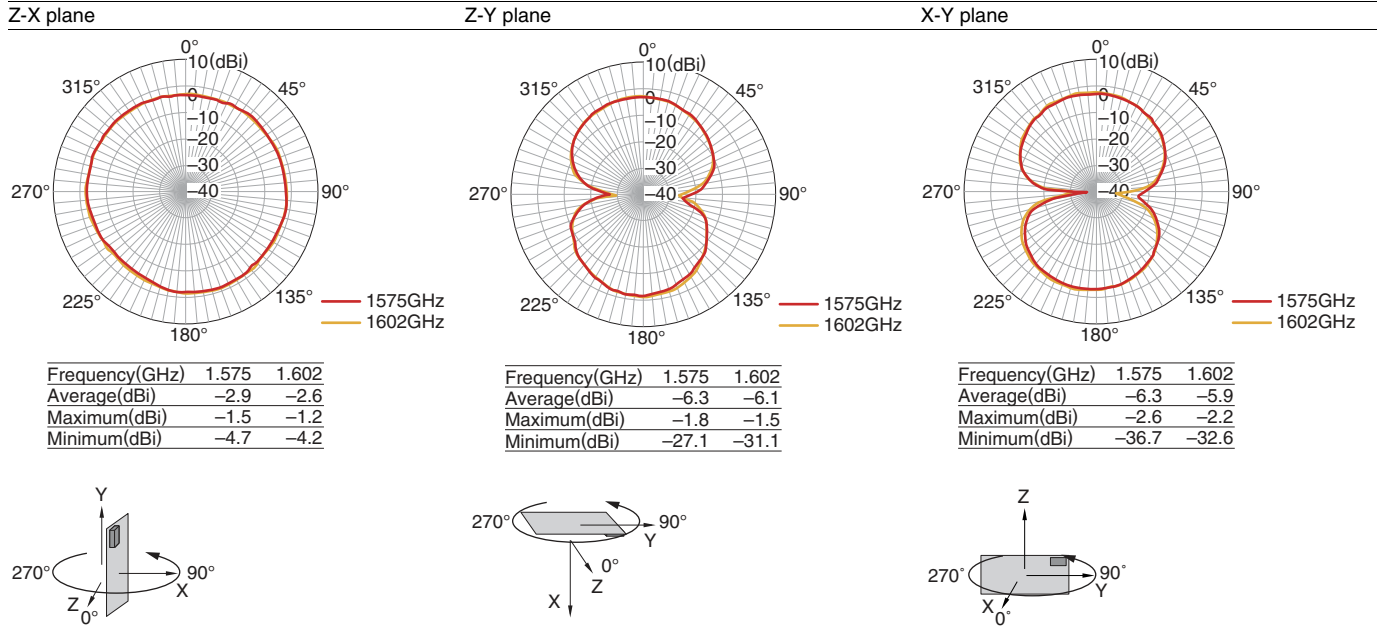 Z-X plane
0°
10(dBi)
315°
45°
0
–10
–20
–30
270°
–40
90°
225°
135°
180°
1575GHz
1602GHz
Frequency(GHz) 1.575 1.602
Average(dBi) –2.9 –2.6
Maximum(dBi) –1.5 –1.2
Minimum(dBi) –4.7 –4.2
Y
270°
90°
X
Z
0°
Z-Y plane
0°
10(dBi)
315°
45°
0
–10
–20
–30
270°
–40
90°
225°
135°
180°
1575GHz
1602GHz
Frequency(GHz) 1.575 1.602
Average(dBi) –6.3 –6.1
Maximum(dBi) –1.8 –1.5
Minimum(dBi) –27.1 –31.1
270°
90°
Y
0°
Z
X
X-Y plane
0°
10(dBi)
315°
45°
0
–10
–20
–30
270°
–40
90°
225°
135°
180°
1575GHz
1602GHz
Frequency(GHz) 1.575 1.602
Average(dBi) –6.3 –5.9
Maximum(dBi) –2.6 –2.2
Minimum(dBi) –36.7 –32.6
Z
270°
90°
Y
X
0°